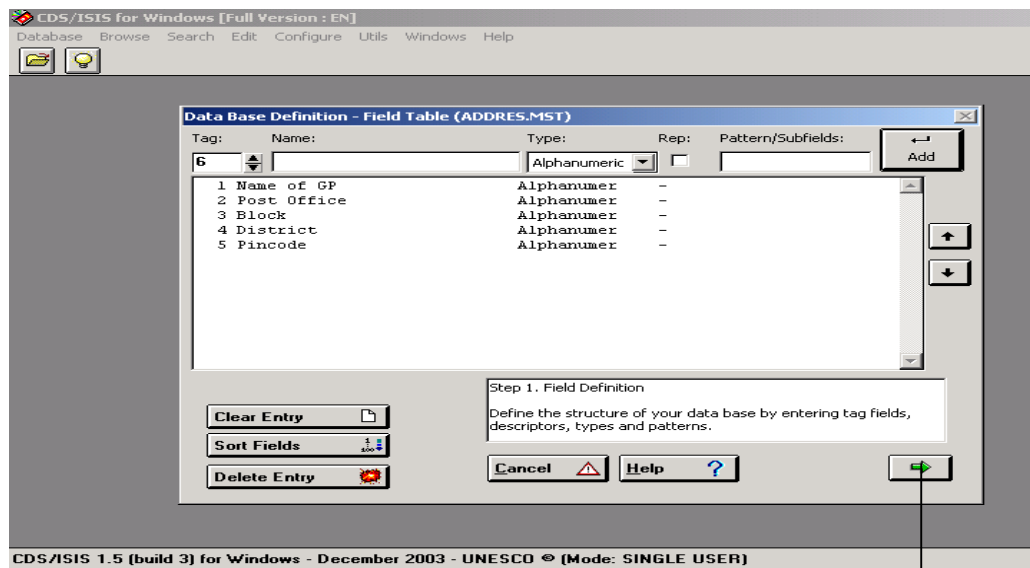 CDS/ISIS for Windows [Full Version : EN]
Database Browse Search Edit Configure Utils Windows Help
Data Base Definition - Field Table (ADDRES.MST)
Tag: Name: Type: Rep: Pattern/Subfields:
6 Alphanumeric Add
1 Name of GP Alphanumer -
2 Post Office Alphanumer -
3 Block Alphanumer -
4 District Alphanumer -
5 Pincode Alphanumer -
Step 1. Field Definition
Define the structure of your data base by entering tag fields,
descriptors, types and patterns.
Clear Entry
Sort Fields
Delete Entry
Cancel Help ?
CDS/ISIS 1.5 (build 3) for Windows - December 2003 - UNESCO © (Mode: SINGLE USER)